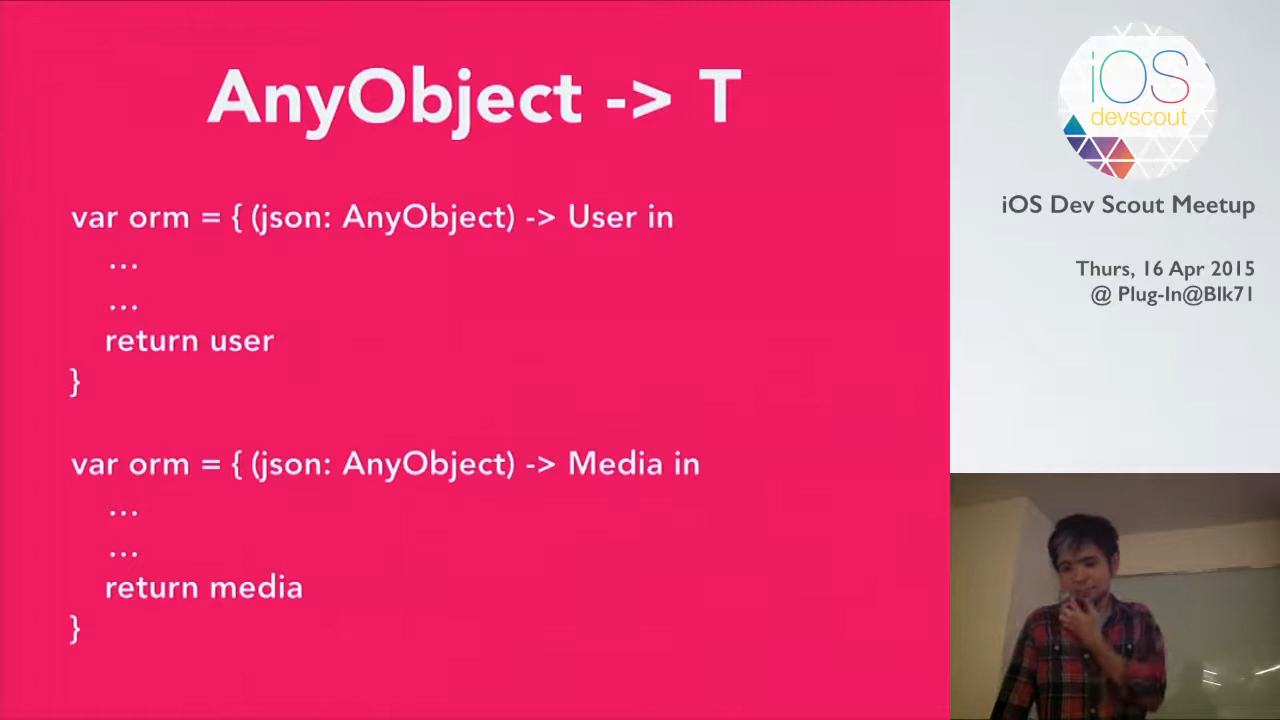 AnyObject -> T
var orm = { (json: AnyObject) -> User in
...
...
return user
}
var orm = { (json: AnyObject) -> Media in
...
...
return media
}
iOS
devscout
iOS Dev Scout Meetup
Thurs, 16 Apr 2015
@ Plug-In@Blk71